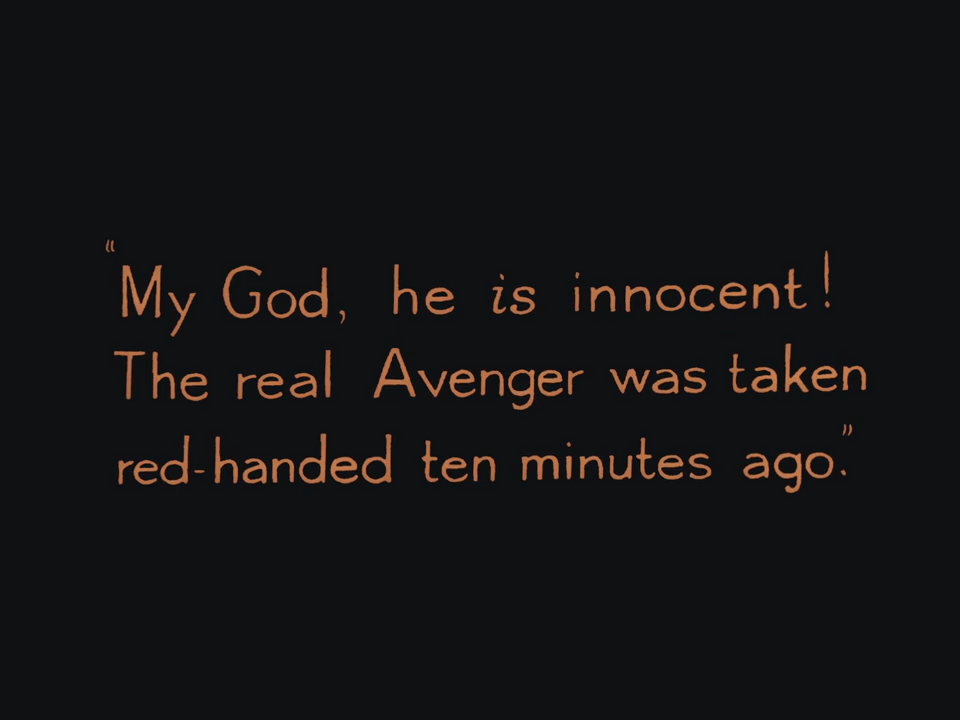 “My God, he is innocent!
The real Avenger was taken
red-handed ten minutes ago.”